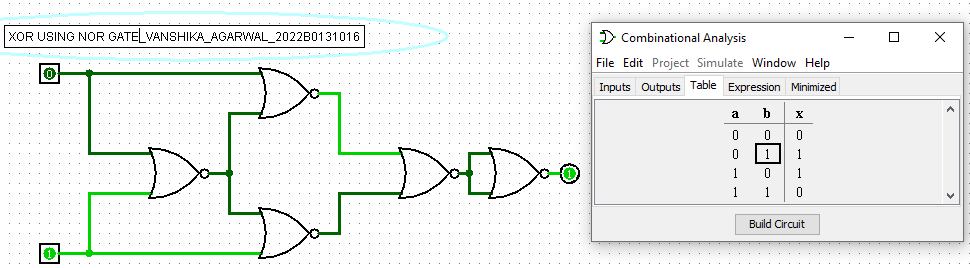 XOR USING NOR GATE_VANSHIKA_AGARWAL_2022B0131016
0
1
1
Combinational Analysis
File Edit Project Simulate Window Help
Inputs Outputs Table Expression Minimized
a b x
0 0 0
0 1 1
1 0 1
1 1 0
Build Circuit